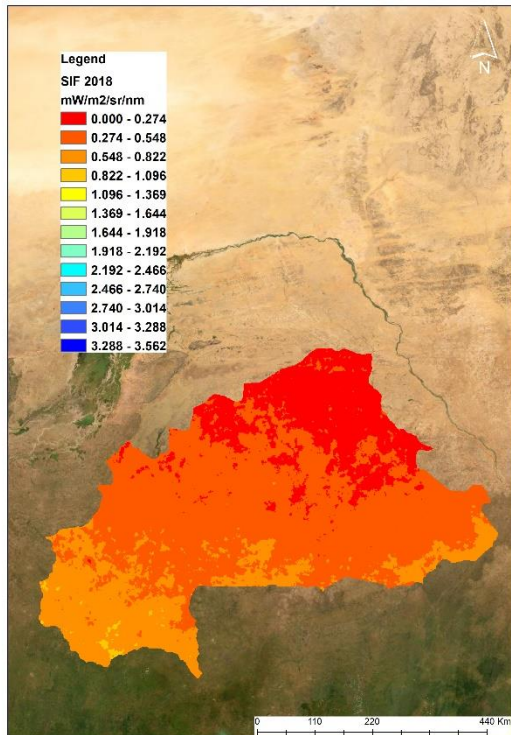 Legend
SIF 2018
mW/m2/sr/nm
0.000 - 0.274
0.274 - 0.548
0.548 - 0.822
0.822 - 1.096
1.096 - 1.369
1.369 - 1.644
1.644 - 1.918
1.918 - 2.192
2.192 - 2.466
2.466 - 2.740
2.740 - 3.014
3.014 - 3.288
3.288 - 3.562
N
0 110 220 440 Km